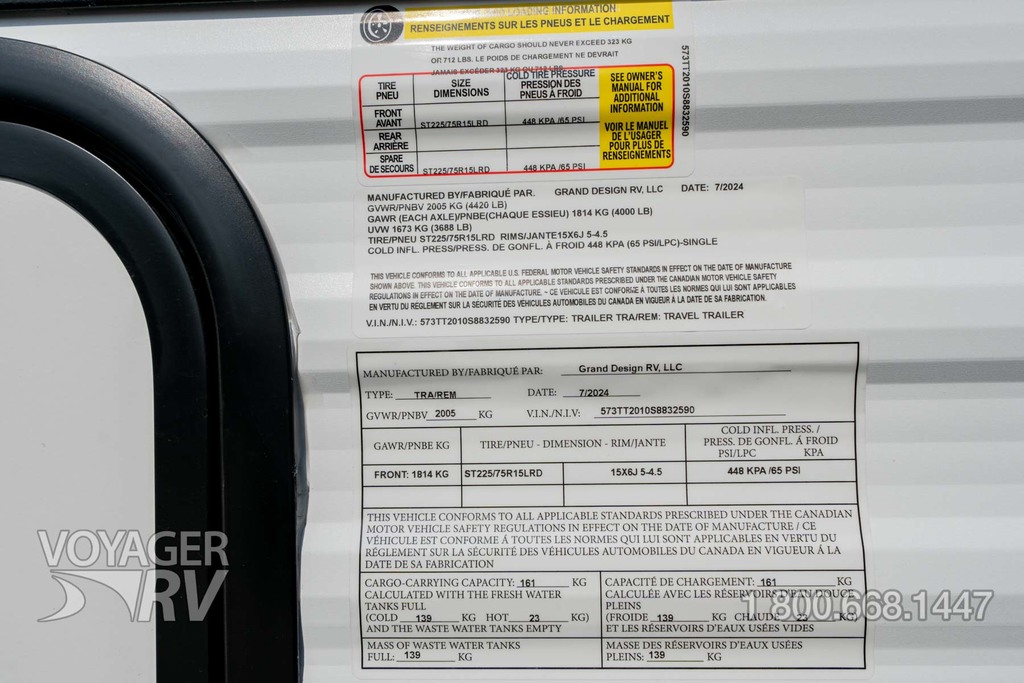 TIRE AND LOADING INFORMATION
RENSEIGNEMENTS SUR LES PNEUS ET LE CHARGEMENT
THE WEIGHT OF CARGO SHOULD NEVER EXCEED 323 KG
OR 712 LBS. LE POIDS DE CHARGEMENT NE DEVRAIT
JAMAIS EXCÉDER 323 KG OU 712 LBS.
TIRE PNEU
SIZE DIMENSIONS
COLD TIRE PRESSURE PRESSION DES PNEUS À FROID
SEE OWNER'S
MANUAL FOR
ADDITIONAL
INFORMATION
VOIR LE MANUEL
DE L'USAGER
POUR PLUS DE
RENSEIGNEMENTS
FRONT AVANT ST225/75R15LRD 448 KPA /65 PSI
REAR ARRIÈRE
SPARE DE SECOURS ST225/75R15LRD 448 KPA /65 PSI
573TT2010S8832590
MANUFACTURED BY/FABRIQUÉ PAR. GRAND DESIGN RV, LLC DATE: 7/2024
GVWR/PNBV 2005 KG (4420 LB)
GAWR (EACH AXLE)/PNBE(CHAQUE ESSIEU) 1814 KG (4000 LB)
UVW 1673 KG (3688 LB)
TIRE/PNEU ST225/75R15LRD RIMS/JANTE15X6J 5-4.5
COLD INFL. PRESS/PRESS. DE GONFL. À FROID 448 KPA (65 PSI/LPC)-SINGLE
THIS VEHICLE CONFORMS TO ALL APPLICABLE U.S. FEDERAL MOTOR VEHICLE SAFETY STANDARDS IN EFFECT ON THE DATE OF MANUFACTURE
SHOWN ABOVE. THIS VEHICLE CONFORMS TO ALL APPLICABLE STANDARDS PRESCRIBED UNDER THE CANADIAN MOTOR VEHICLE SAFETY
REGULATIONS IN EFFECT ON THE DATE OF MANUFACTURE. - CE VÉHICULE EST CONFORME À TOUTES LES NORMES QUI LUI SONT APPLICABLES
EN VERTU DU RÈGLEMENT SUR LA SÉCURITÉ DES VÉHICULES AUTOMOBILES DU CANADA EN VIGUEUR À LA DATE DE SA FABRICATION.
V.I.N./N.I.V.: 573TT2010S8832590 TYPE/TYPE: TRAILER TRA/REM: TRAVEL TRAILER
MANUFACTURED BY/FABRIQUÉ PAR: Grand Design RV, LLC
TYPE: TRA/REM DATE: 7/2024
GVWR/PNBV 2005 KG V.I.N./N.I.V: 573TT2010S8832590
GAWR/PNBE KG
TIRE/PNEU - DIMENSION - RIM/JANTE
COLD INFL. PRESS. /
PRESS. DE GONFL. Á FROID
PSI/LPC KPA
FRONT: 1814 KG ST225/75R15LRD 15X6J 5-4.5 448 KPA /65 PSI
THIS VEHICLE CONFORMS TO ALL APPLICABLE STANDARDS PRESCRIBED UNDER THE CANADIAN
MOTOR VEHICLE SAFETY REGULATIONS IN EFFECT ON THE DATE OF MANUFACTURE / CE
VÉHICULE EST CONFORME Á TOUTES LES NORMES QUI LUI SONT APPLICABLES EN VERTU DU
RÉGLEMENT SUR LA SÉCURITÉ DES VÉHICULES AUTOMOBILES DU CANADA EN VIGUEUR Á LA
DATE DE SA FABRICATION
CARGO-CARRYING CAPACITY: 161 KG
CALCULATED WITH THE FRESH WATER
TANKS FULL
(COLD 139 KG HOT 23 KG)
AND THE WASTE WATER TANKS EMPTY
CAPACITÉ DE CHARGEMENT: 161 KG
CALCULÉE AVEC LES RÉSERVOIRS D'EAU DOUCE
PLEINS
(FROIDE 139 KG CHAUDE 23 KG)
ET LES RÉSERVOIRS D'EAUX USÉES VIDES
MASS OF WASTE WATER TANKS
FULL: 139 KG
MASSE DES RÉSERVOIRS D'EAUX USÉES
PLEINS: 139 KG
VOYAGER
RV
1.800.668.1447